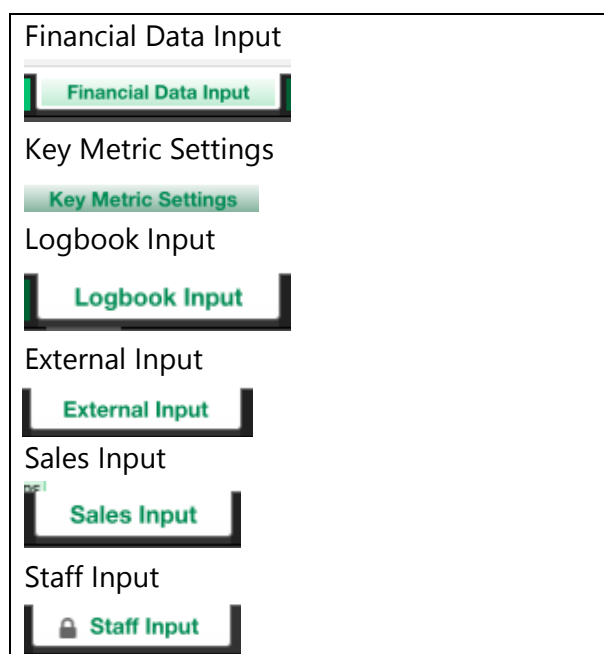 Financial Data Input
Financial Data Input
Key Metric Settings
Key Metric Settings
Logbook Input
Logbook Input
External Input
External Input
Sales Input
Sales Input
Staff Input
Staff Input